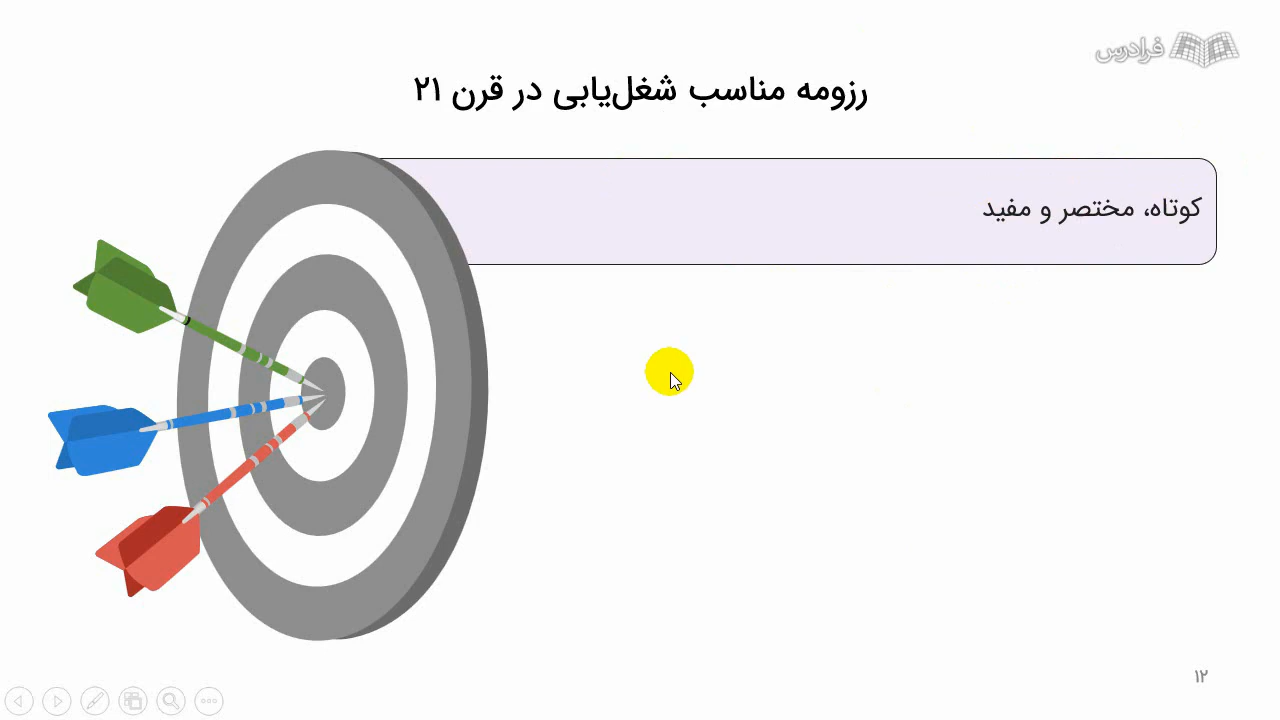 فرادرس
رزومه مناسب شغل‌یابی در قرن ۲۱
کوتاه، مختصر و مفید
۱۲